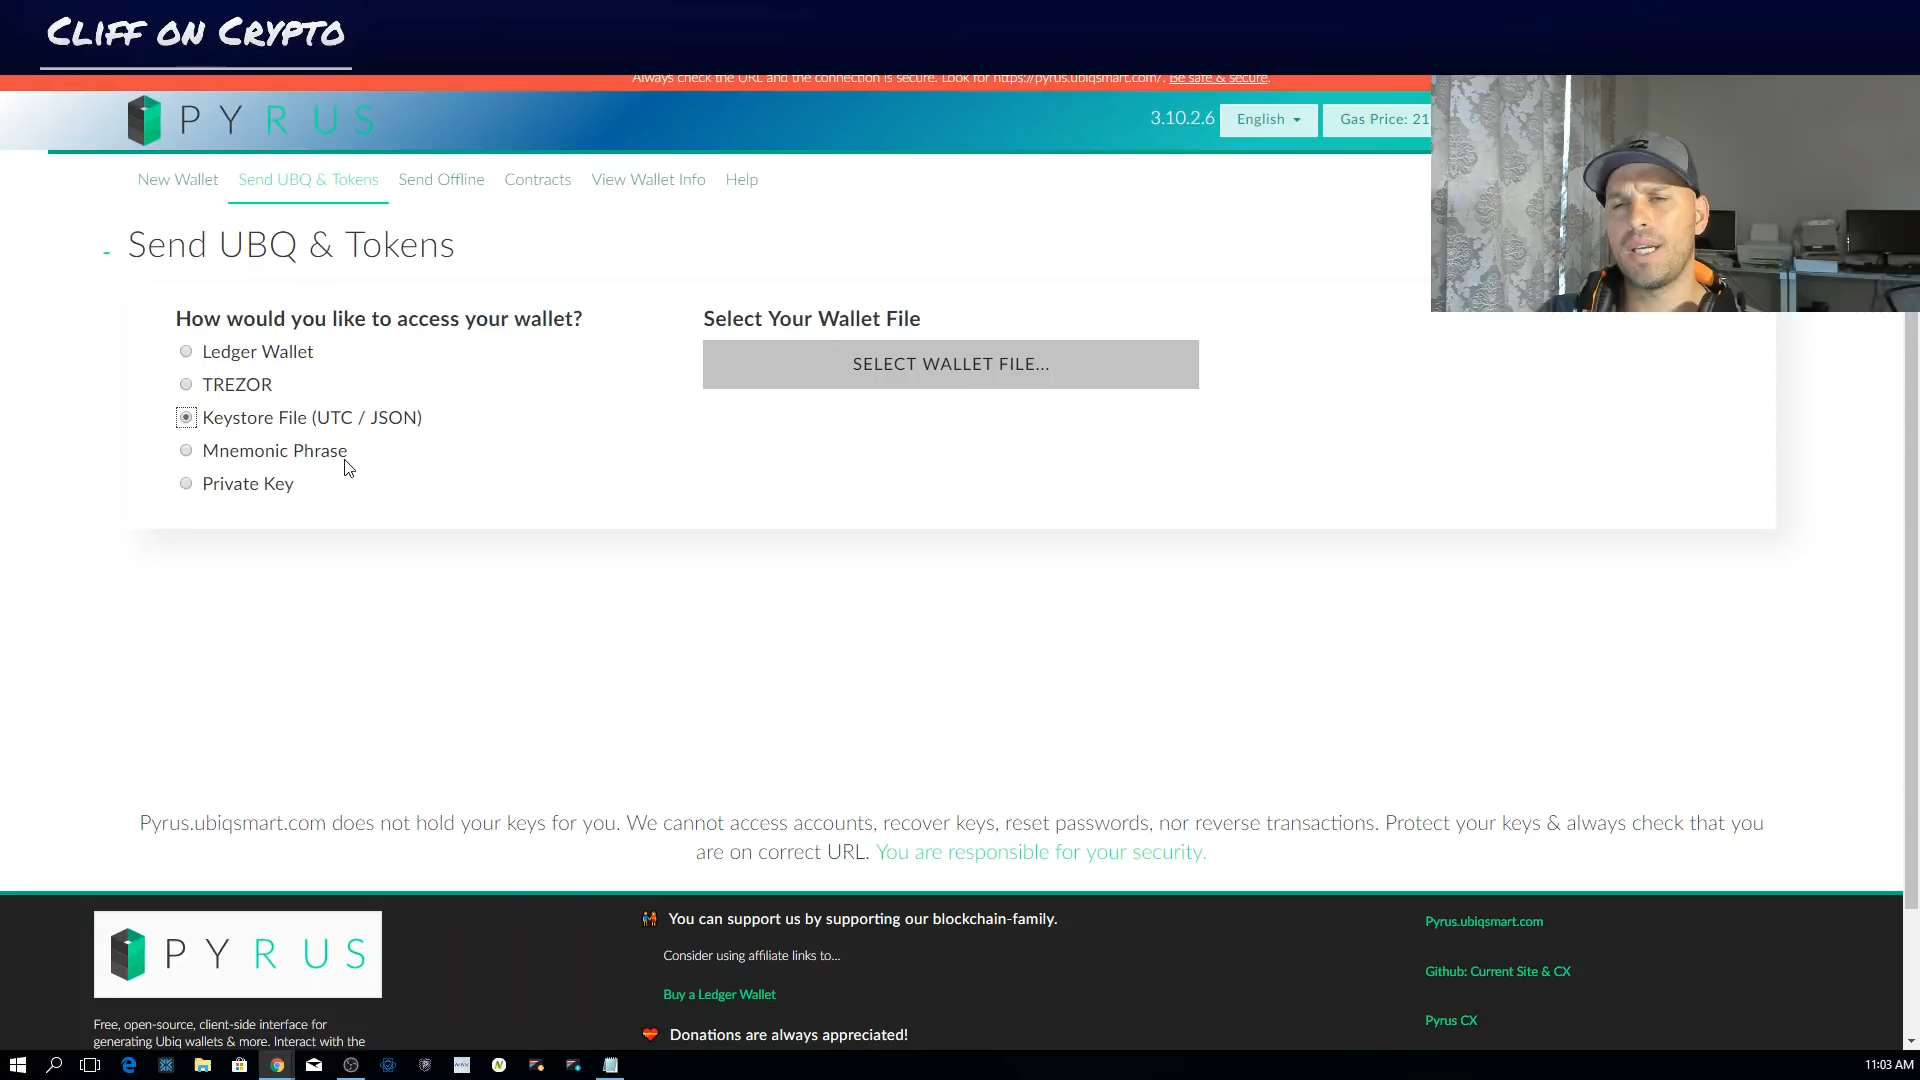 Cliff on Crypto
Always check the URL and the connection is secure. Look for https://pyrus.ubiqsmart.com/. Be safe & secure.
PYRUS
3.10.2.6
English
Gas Price: 21
New Wallet
Send UBQ & Tokens
Send Offline
Contracts
View Wallet Info
Help
- Send UBQ & Tokens
How would you like to access your wallet?
Ledger Wallet
TREZOR
Keystore File (UTC / JSON)
Mnemonic Phrase
Private Key
Select Your Wallet File
SELECT WALLET FILE...
Pyrus.ubiqsmart.com does not hold your keys for you. We cannot access accounts, recover keys, reset passwords, nor reverse transactions. Protect your keys & always check that you
are on correct URL. You are responsible for your security.
PYRUS
Free, open-source, client-side interface for
generating Ubiq wallets & more. Interact with the
You can support us by supporting our blockchain-family.
Consider using affiliate links to...
Buy a Ledger Wallet
Donations are always appreciated!
Pyrus.ubiqsmart.com
Github: Current Site & CX
Pyrus CX
11:03 AM